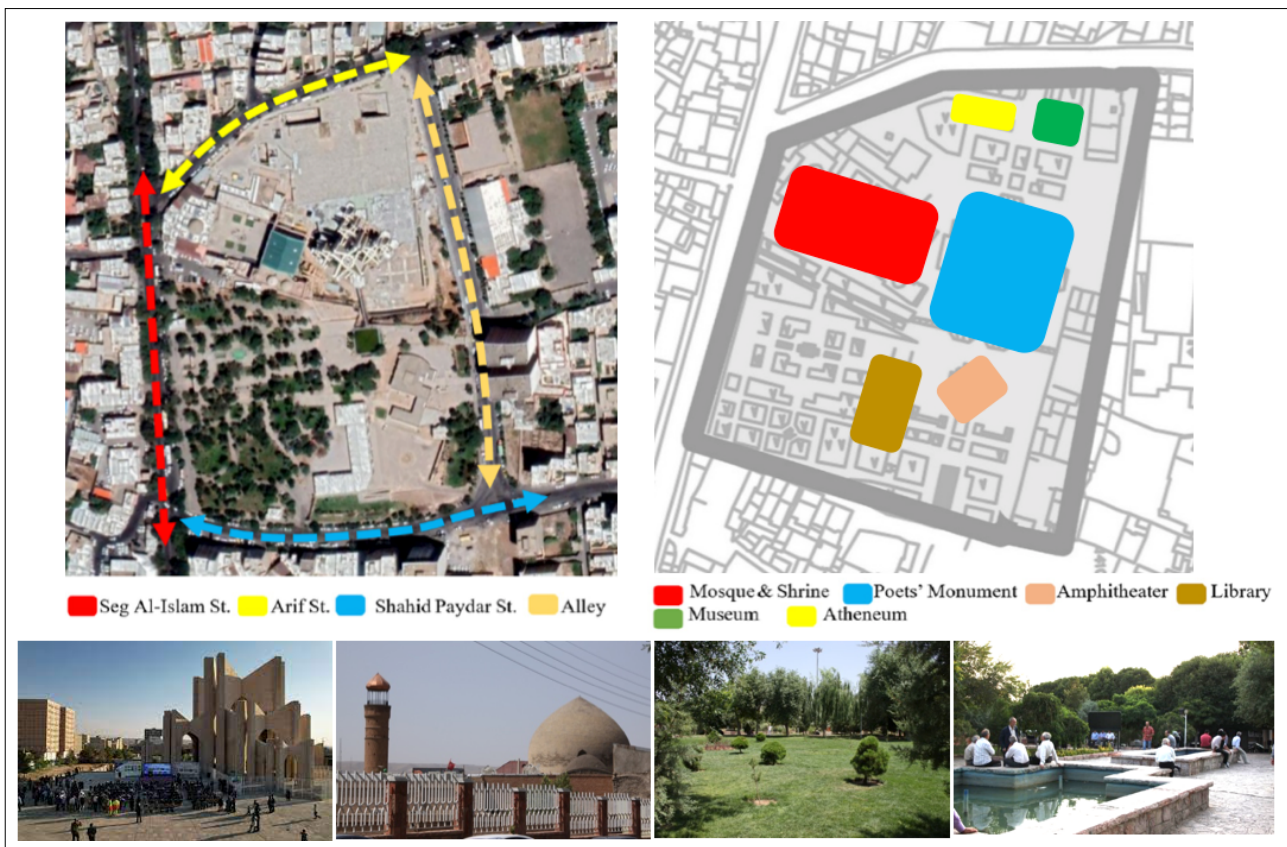 Seg Al-Islam St. Arif St. Shahid Paydar St. Alley
Mosque & Shrine Poets' Monument Amphitheater Library
Museum Atheneum